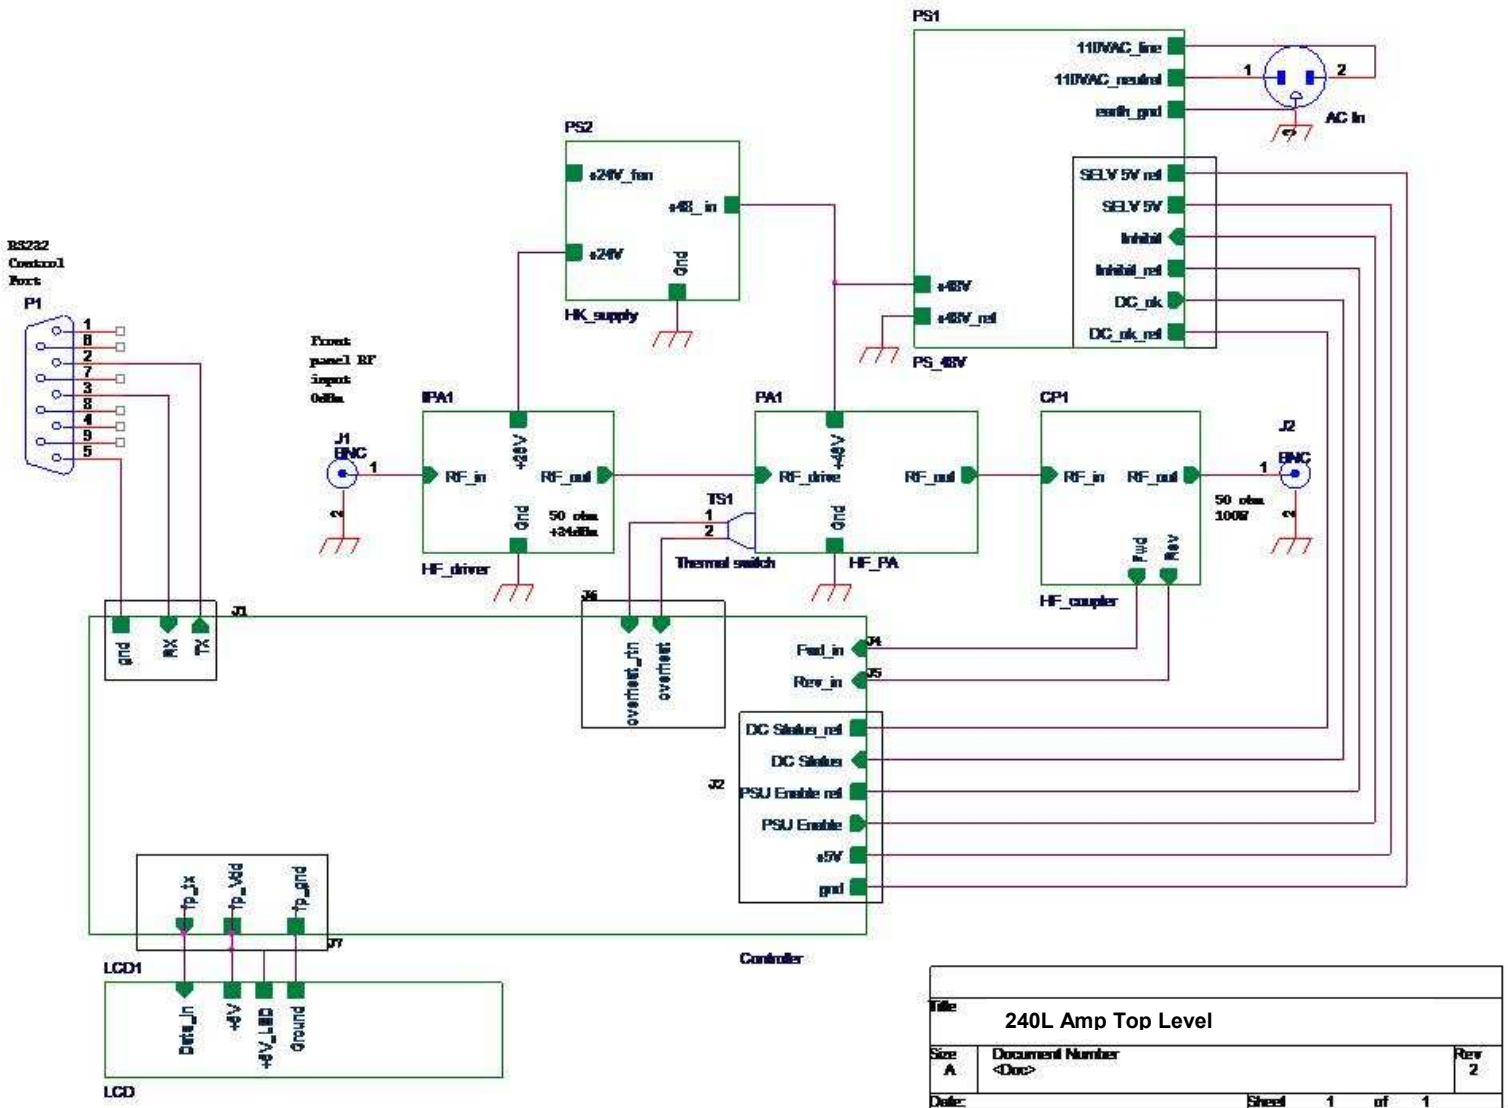 PS1
110VAC_line
110VAC_neutral
earth_gnd
1
2
AC In
PS2
+24V_fan
+48_in
+24V
Gnd
HK_supply
SELV 5V ref
SELV 5V
Inhibit
Inhibit_ref
DC_ok
DC_ok_ref
+48V
+48V_ref
PS_48V
RS232
Control
Port
P1
1
6
2
7
3
8
4
9
5
Front
panel RF
input
0dBm
J1
BNC
1
2
IPA1
+28V
RF_in
RF_out
Gnd
50 ohm
+24dBm
HF_driver
PA1
+48V
RF_drive
RF_out
Gnd
HF_PA
TS1
1
2
Thermal switch
CP1
RF_in
RF_out
Fwd
Rev
HF_coupler
J2
BNC
1
2
50 ohm
100W
J1
gnd
RX
TX
J6
overheat_rtn
overheat
Fwd_in
J4
Rev_in
J5
DC Status_ref
DC Status
J2
PSU Enable ref
PSU Enable
+5V
gnd
fp_tx
fp_Vdd
fp_gnd
J7
Controller
LCD1
Data_in
+5V
Ground
LCD
Title
240L Amp Top Level
Size
A
Document Number
<Doc>
Rev
2
Date:
Sheet 1 of 1